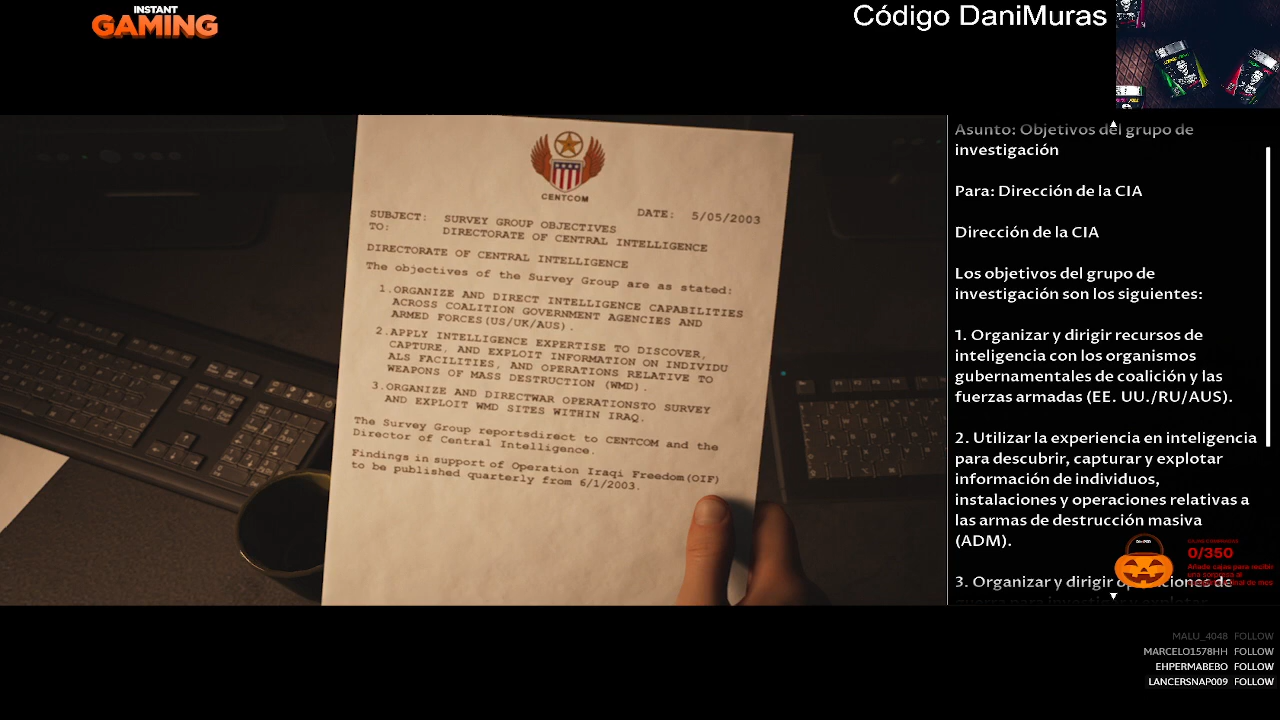 INSTANT
GAMING
Código DaniMuras
CENTCOM
DATE: 5/05/2003
SUBJECT: SURVEY GROUP OBJECTIVES
TO: DIRECTORATE OF CENTRAL INTELLIGENCE
DIRECTORATE OF CENTRAL INTELLIGENCE
The objectives of the Survey Group are as stated:
1.ORGANIZE AND DIRECT INTELLIGENCE CAPABILITIES
ACROSS COALITION GOVERNMENT AGENCIES AND
ARMED FORCES(US/UK/AUS).
2.APPLY INTELLIGENCE EXPERTISE TO DISCOVER,
CAPTURE, AND EXPLOIT INFORMATION ON INDIVIDU
ALS FACILITIES, AND OPERATIONS RELATIVE TO
WEAPONS OF MASS DESTRUCTION (WMD).
3.ORGANIZE AND DIRECTWAR OPERATIONSTO SURVEY
AND EXPLOIT WMD SITES WITHIN IRAQ.
The Survey Group reportsdirect to CENTCOM and the
Director of Central Intelligence.
Findings in support of Operation Iraqi Freedom(OIF)
to be published quarterly from 6/1/2003.
Asunto: Objetivos del grupo de
investigación
Para: Dirección de la CIA
Dirección de la CIA
Los objetivos del grupo de
investigación son los siguientes:
1. Organizar y dirigir recursos de
inteligencia con los organismos
gubernamentales de coalición y las
fuerzas armadas (EE. UU./RU/AUS).
2. Utilizar la experiencia en inteligencia
para descubrir, capturar y explotar
información de individuos,
instalaciones y operaciones relativas a
las armas de destrucción masiva
(ADM).
3. Organizar y dirigir
0/350
MALU_4048 FOLLOW
MARCELO1578HH FOLLOW
EHPERMABEBO FOLLOW
LANCERSNAP009 FOLLOW